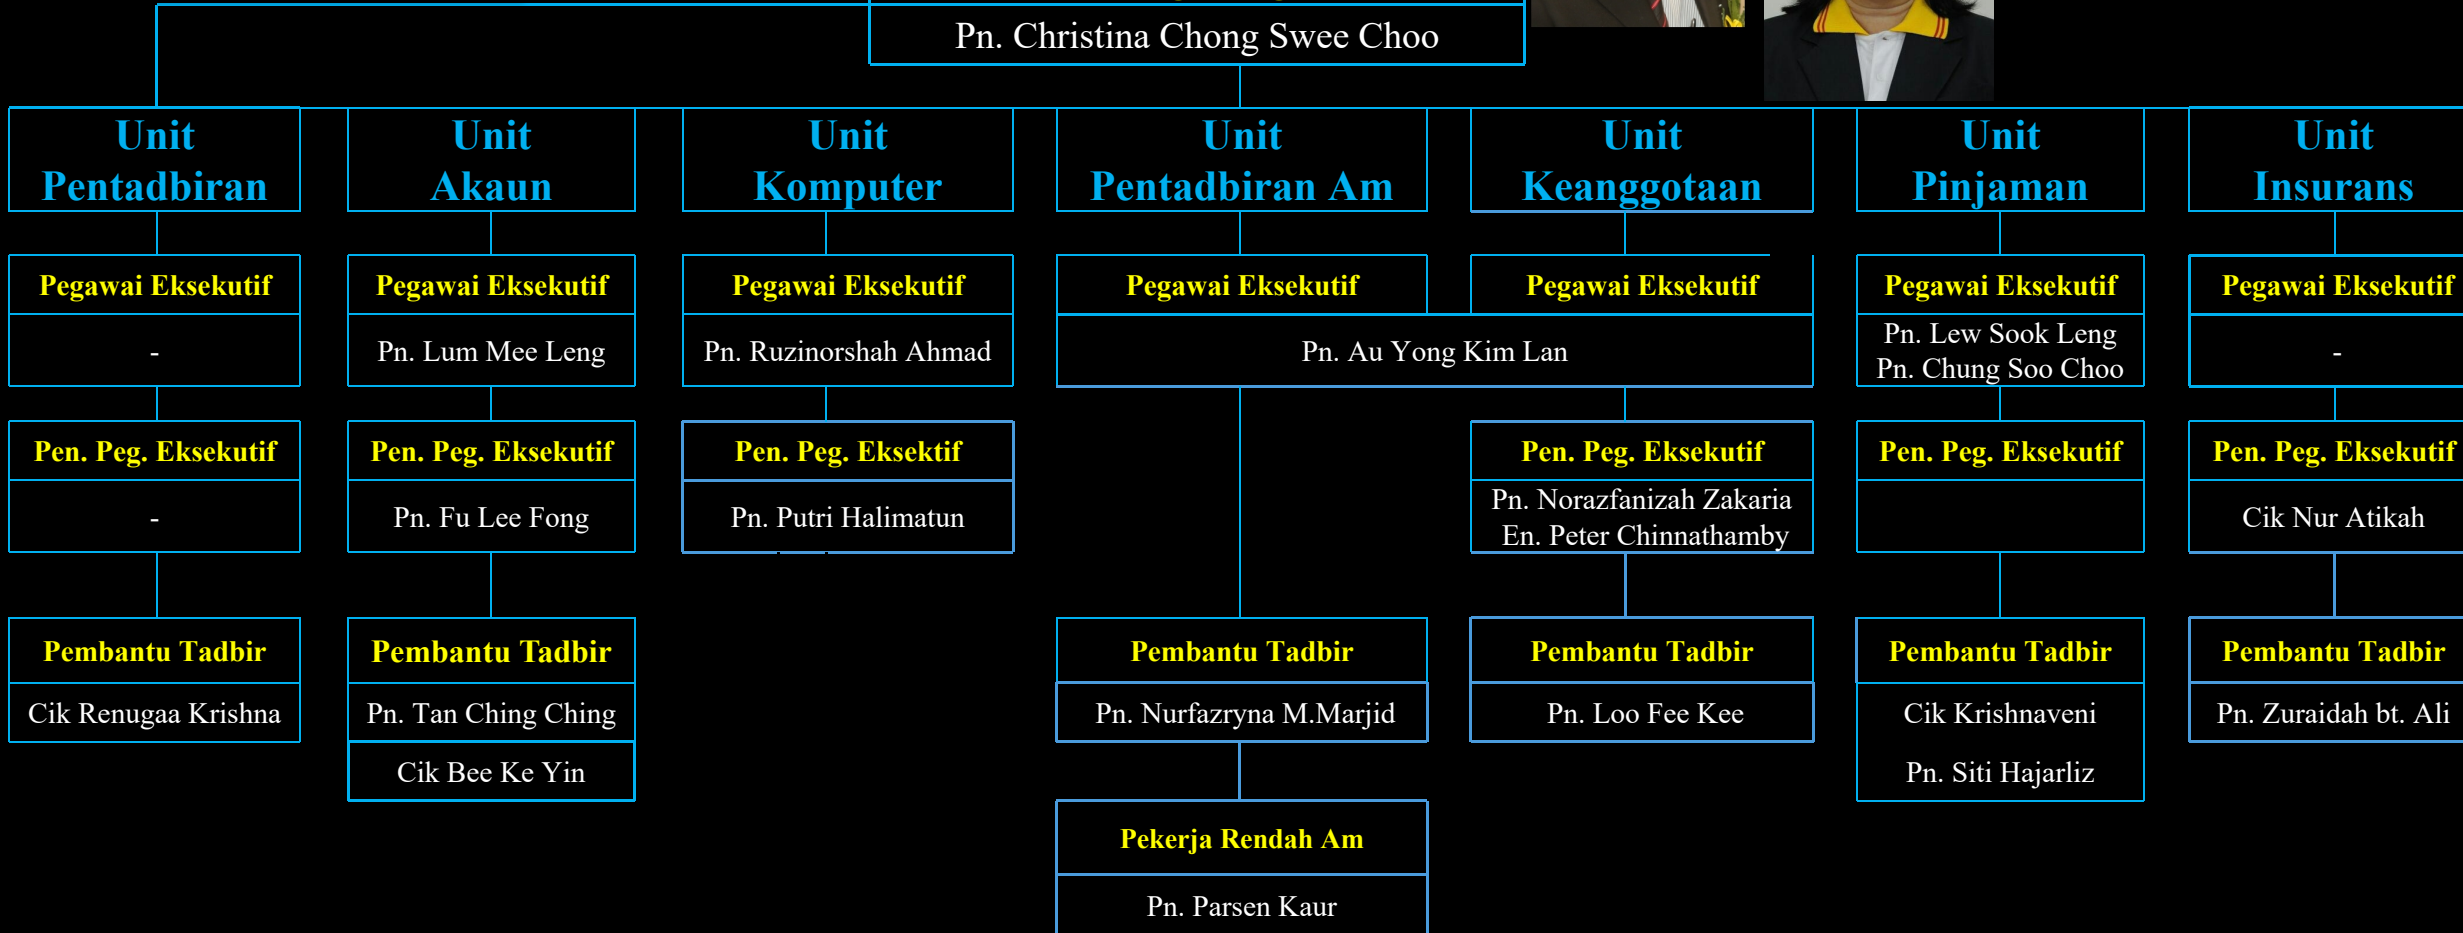 Pn. Christina Chong Swee Choo
Unit
Pentadbiran
Unit
Akaun
Unit
Komputer
Unit
Pentadbiran Am
Unit
Keanggotaan
Unit
Pinjaman
Unit
Insurans
Pegawai Eksekutif
Pegawai Eksekutif
Pegawai Eksekutif
Pegawai Eksekutif
Pegawai Eksekutif
Pegawai Eksekutif
Pegawai Eksekutif
-
Pn. Lum Mee Leng
Pn. Ruzinorshah Ahmad
Pn. Au Yong Kim Lan
Pn. Lew Sook Leng
Pn. Chung Soo Choo
-
Pen. Peg. Eksekutif
Pen. Peg. Eksekutif
Pen. Peg. Eksektif
Pen. Peg. Eksekutif
Pen. Peg. Eksekutif
Pen. Peg. Eksekutif
-
Pn. Fu Lee Fong
Pn. Putri Halimatun
Pn. Norazfanizah Zakaria
En. Peter Chinnathamby
Cik Nur Atikah
Pembantu Tadbir
Pembantu Tadbir
Pembantu Tadbir
Pembantu Tadbir
Pembantu Tadbir
Pembantu Tadbir
Cik Renugaa Krishna
Pn. Tan Ching Ching
Pn. Nurfazryna M.Marjid
Pn. Loo Fee Kee
Cik Krishnaveni
Pn. Zuraidah bt. Ali
Cik Bee Ke Yin
Pn. Siti Hajarliz
Pekerja Rendah Am
Pn. Parsen Kaur